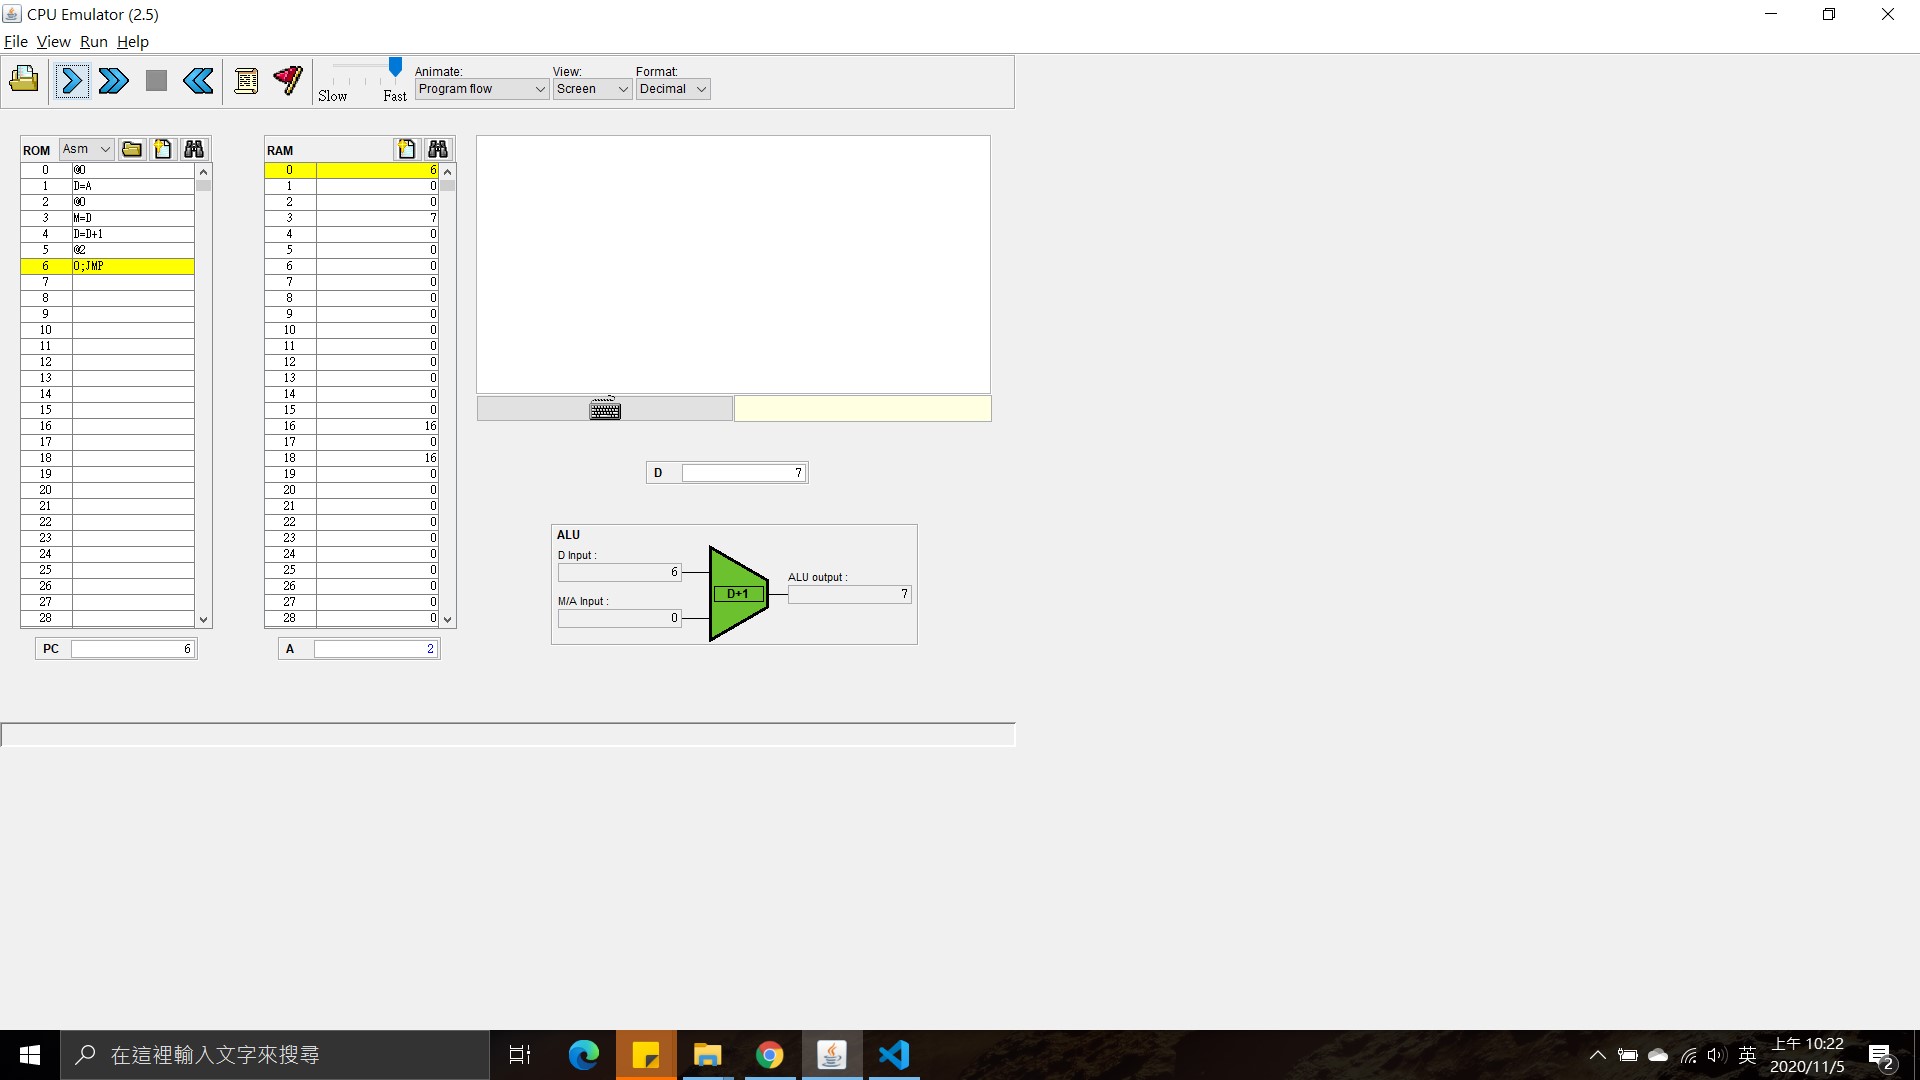 CPU Emulator (2.5)
File View Run Help
Slow Fast
Animate:
Program flow
View:
Screen
Format:
Decimal
ROM Asm
0 @0
1 D=A
2 @0
3 M=D
4 D=D+1
5 @2
6 0;JMP
7
8
9
10
11
12
13
14
15
16
17
18
19
20
21
22
23
24
25
26
27
28
PC 6
RAM
0 6
1 0
2 0
3 7
4 0
5 0
6 0
7 0
8 0
9 0
10 0
11 0
12 0
13 0
14 0
15 0
16 16
17 0
18 16
19 0
20 0
21 0
22 0
23 0
24 0
25 0
26 0
27 0
28 0
A 2
D 7
ALU
D Input :
6
M/A Input :
0
D+1
ALU output :
7
在這裡輸入文字來搜尋
英
上午 10:22
2020/11/5
2